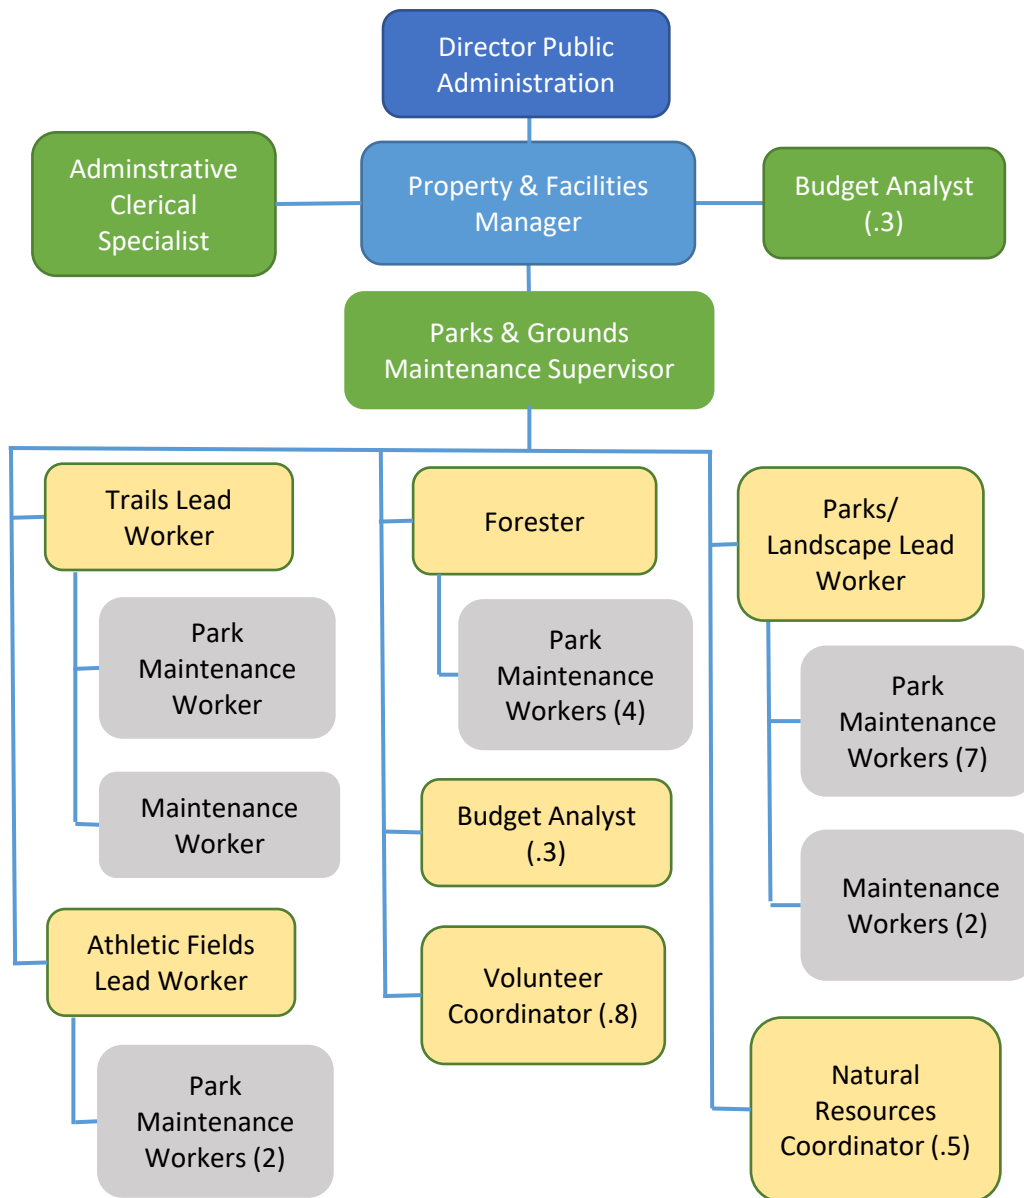 Director Public
Administration
Adminstrative
Clerical
Specialist
Property & Facilities
Manager
Budget Analyst
(.3)
Parks & Grounds
Maintenance Supervisor
Trails Lead
Worker
Park
Maintenance
Worker
Maintenance
Worker
Athletic Fields
Lead Worker
Park
Maintenance
Workers (2)
Forester
Park
Maintenance
Workers (4)
Budget Analyst
(.3)
Volunteer
Coordinator (.8)
Parks/
Landscape Lead
Worker
Park
Maintenance
Workers (7)
Maintenance
Workers (2)
Natural
Resources
Coordinator (.5)